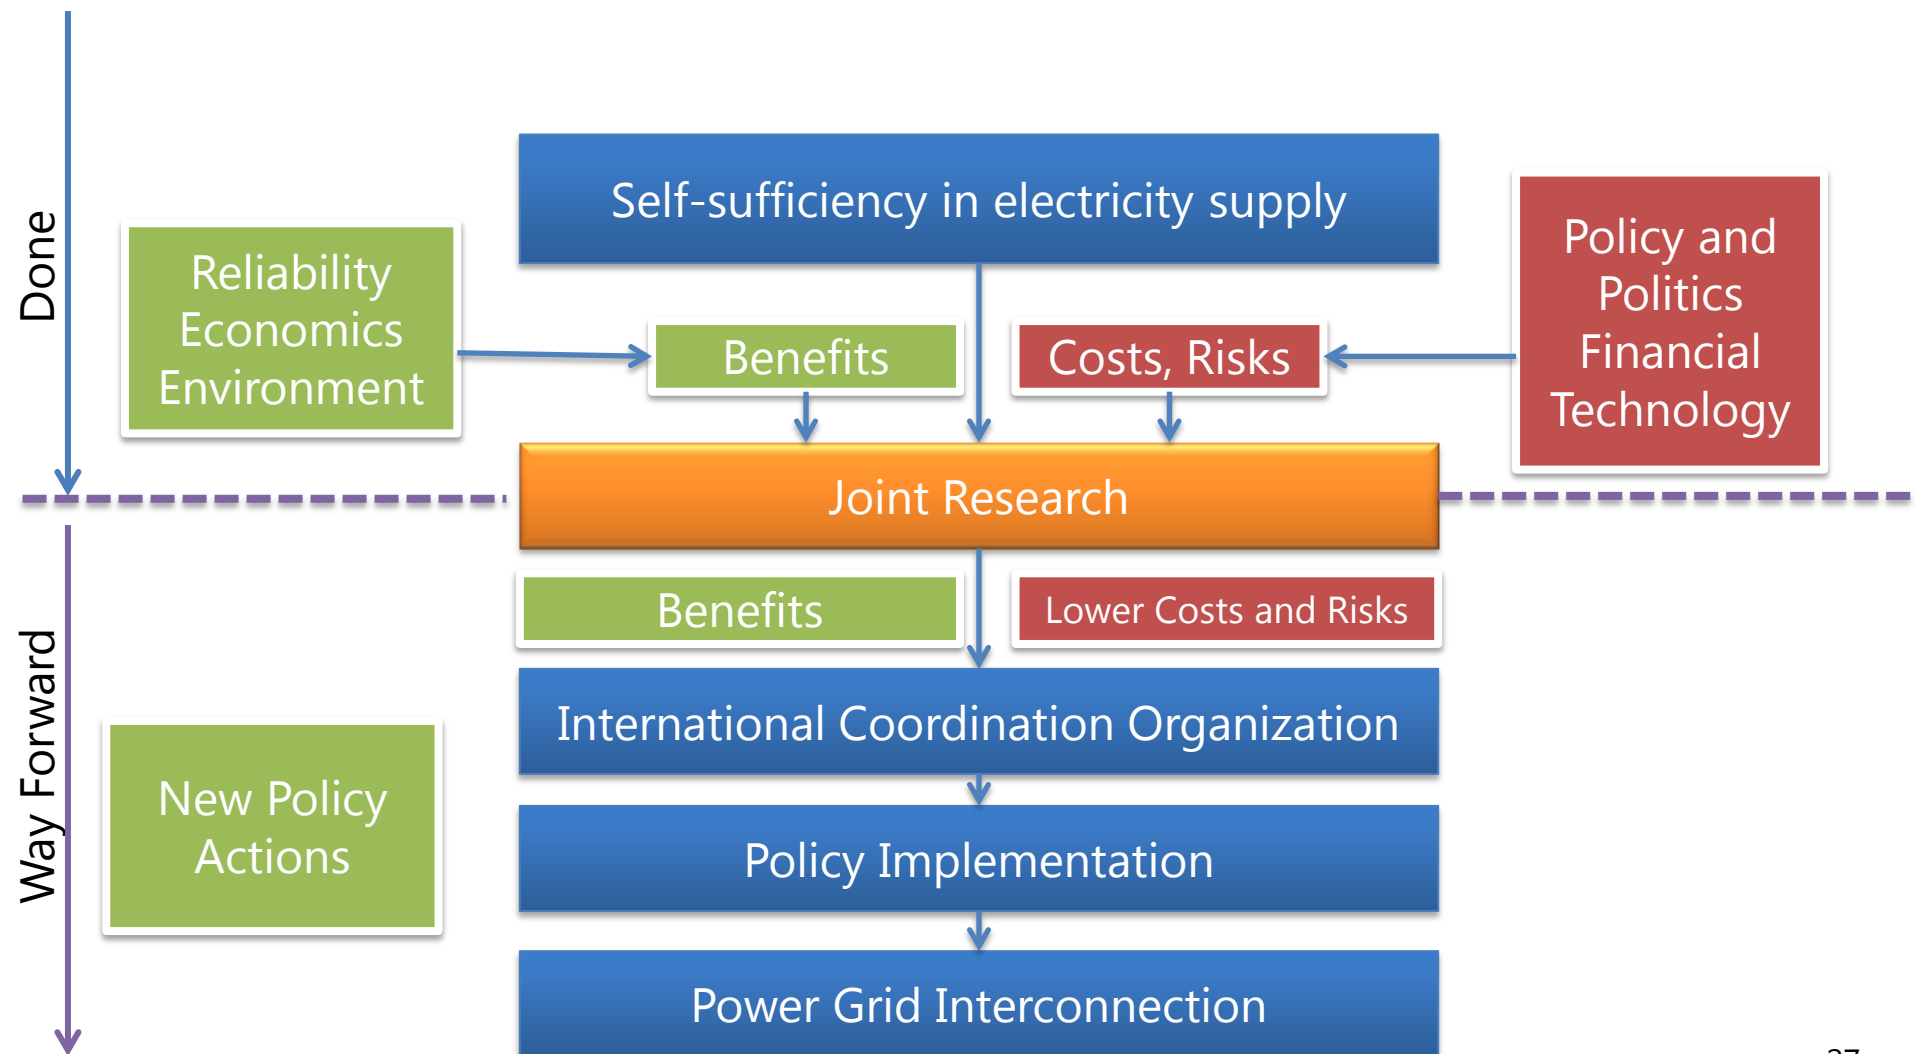 Done
Self-sufficiency in electricity supply
Reliability
Economics
Environment
Benefits
Costs, Risks
Policy and
Politics
Financial
Technology
Joint Research
Benefits
Lower Costs and Risks
Way Forward
International Coordination Organization
New Policy
Actions
Policy Implementation
Power Grid Interconnection